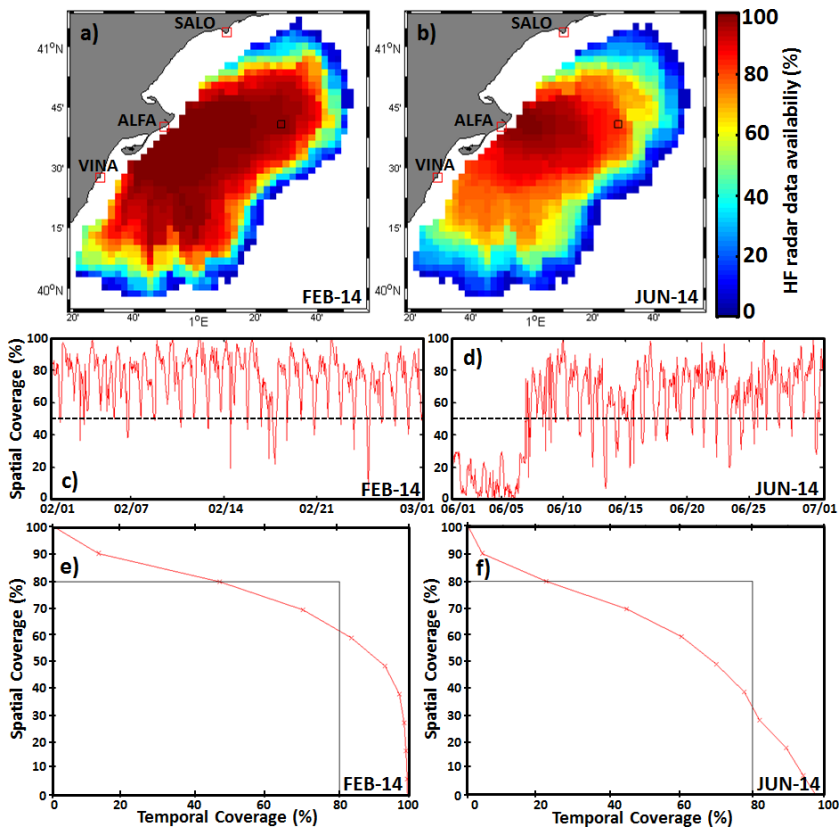 a)
SALO
41°N
45'
ALFA
VINA
30'
15'
40°N
FEB-14
20'
40'
1°E
20'
40'
b)
SALO
41°N
45'
ALFA
VINA
30'
15'
40°N
JUN-14
20'
40'
1°E
20'
40'
100
80
60
40
20
0
HF radar data availabiliy (%)
Spatial Coverage (%)
100
80
60
40
20
0
c)
FEB-14
02/01
02/07
02/14
02/21
03/01
100
80
60
40
20
0
d)
JUN-14
06/01
06/05
06/10
06/15
06/20
06/25
07/01
Spatial Coverage (%)
100
90
80
70
60
50
40
30
20
10
0
e)
FEB-14
0
20
40
60
80
100
Temporal Coverage (%)
Spatial Coverage (%)
100
90
80
70
60
50
40
30
20
10
0
f)
JUN-14
0
20
40
60
80
100
Temporal Coverage (%)